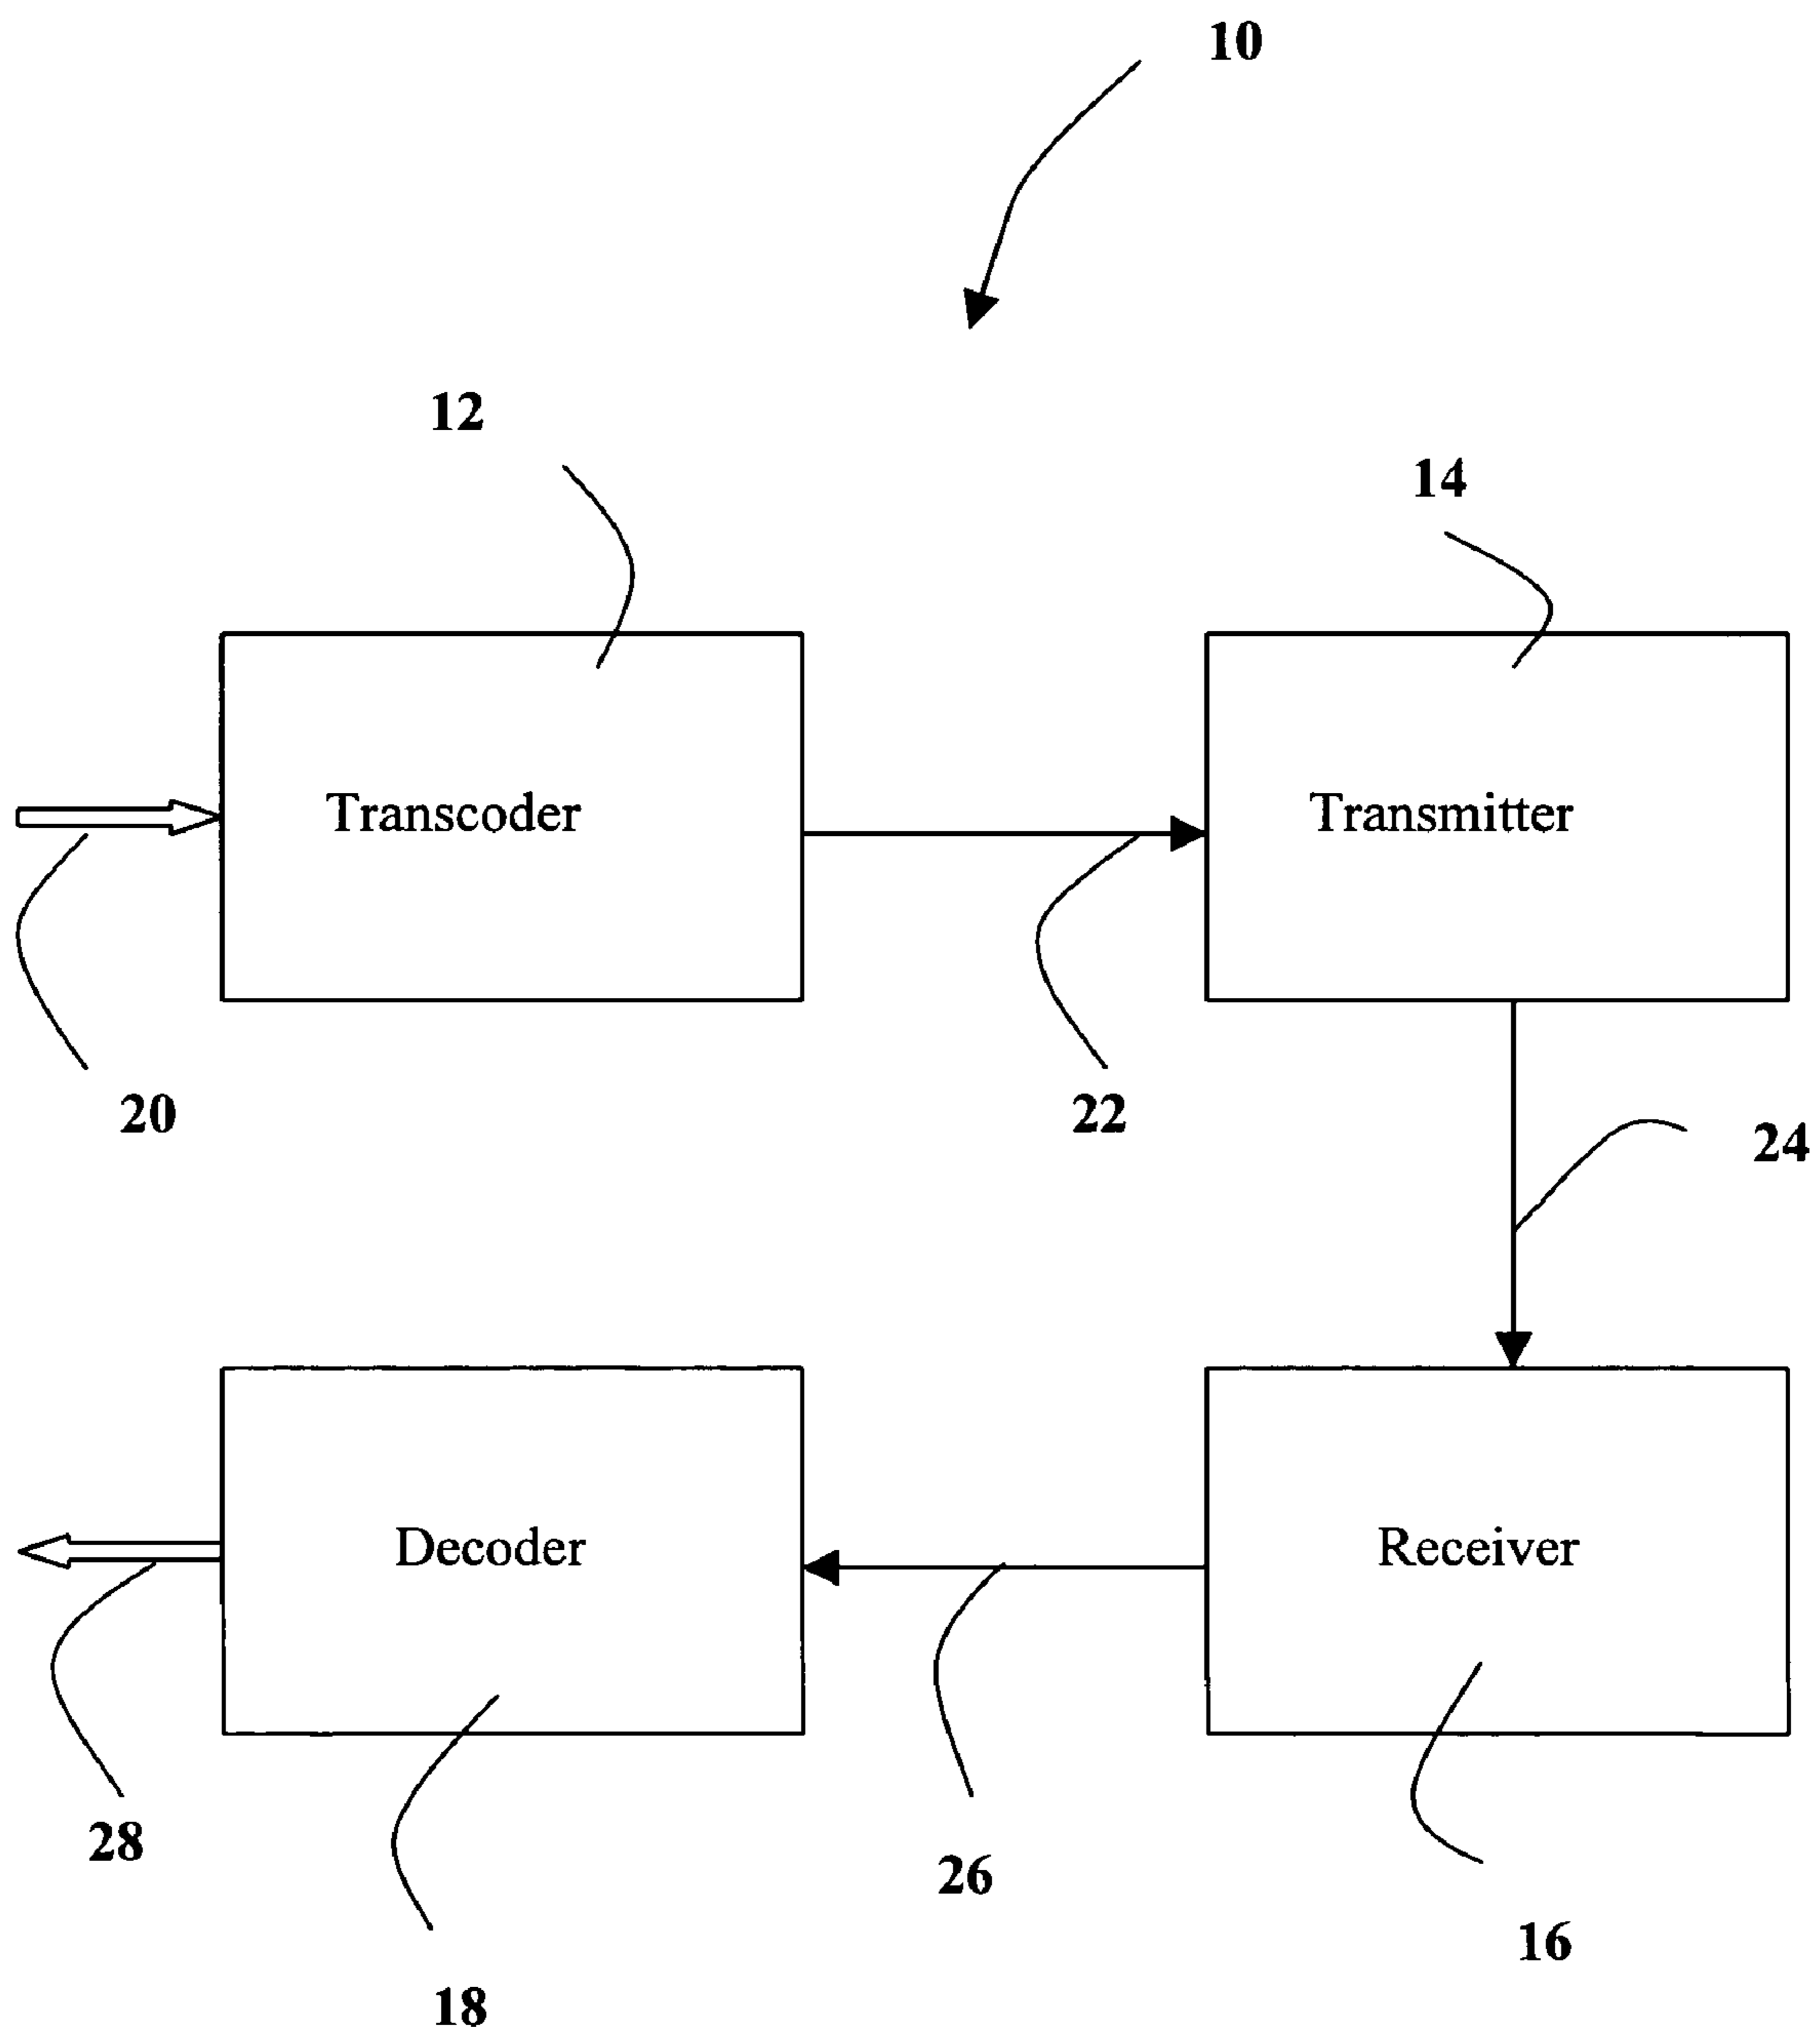 10
12
14
Transcoder
Transmitter
20
22
24
Decoder
Receiver
28
26
16
18